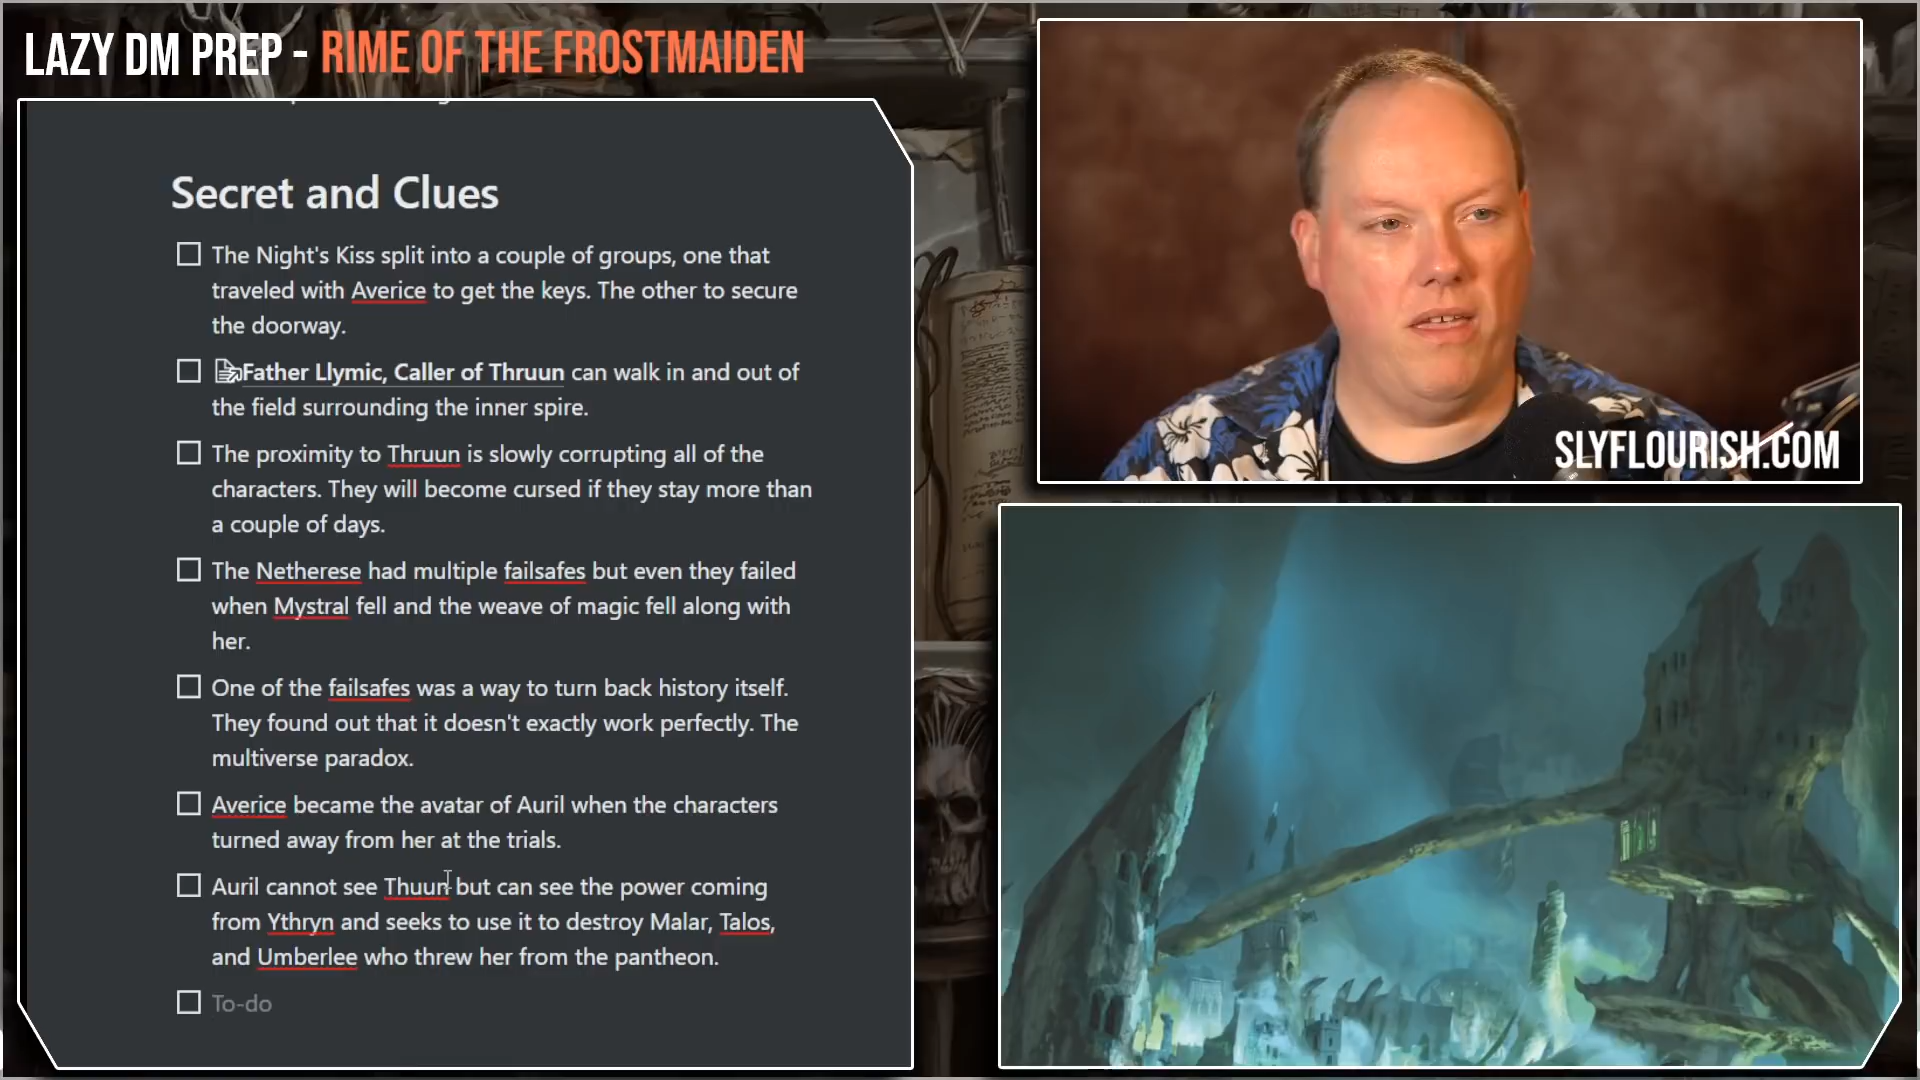 LAZY DM PREP - RIME OF THE FROSTMAIDEN
Secret and Clues
The Night's Kiss split into a couple of groups, one that
traveled with Averice to get the keys. The other to secure
the doorway.
Father Llymic, Caller of Thruun can walk in and out of
the field surrounding the inner spire.
The proximity to Thruun is slowly corrupting all of the
characters. They will become cursed if they stay more than
a couple of days.
The Netherese had multiple failsafes but even they failed
when Mystral fell and the weave of magic fell along with
her.
One of the failsafes was a way to turn back history itself.
They found out that it doesn't exactly work perfectly. The
multiverse paradox.
Averice became the avatar of Auril when the characters
turned away from her at the trials.
Auril cannot see Thuun but can see the power coming
from Ythryn and seeks to use it to destroy Malar, Talos,
and Umberlee who threw her from the pantheon.
To-do
SLYFLOURISH.COM